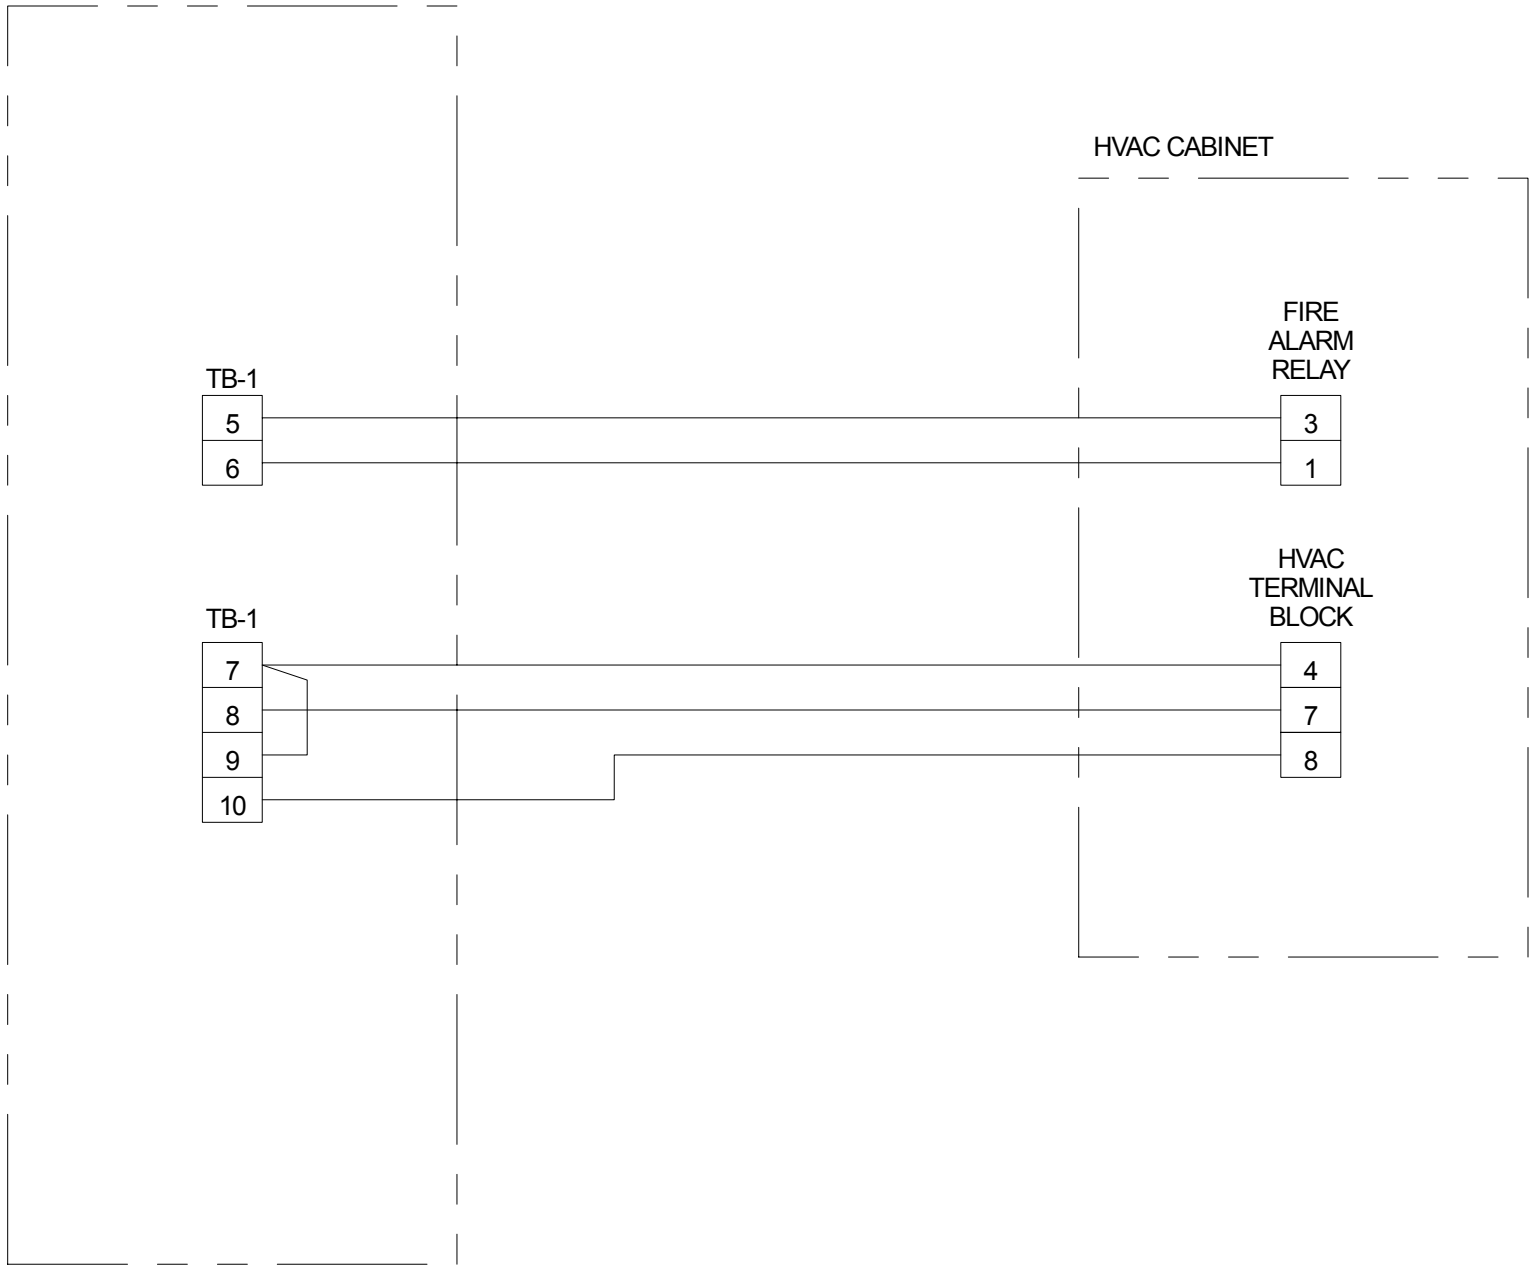 HVAC CABINET
FIRE
ALARM
RELAY
TB-1
5
6
3
1
HVAC
TERMINAL
BLOCK
TB-1
7
8
9
10
4
7
8